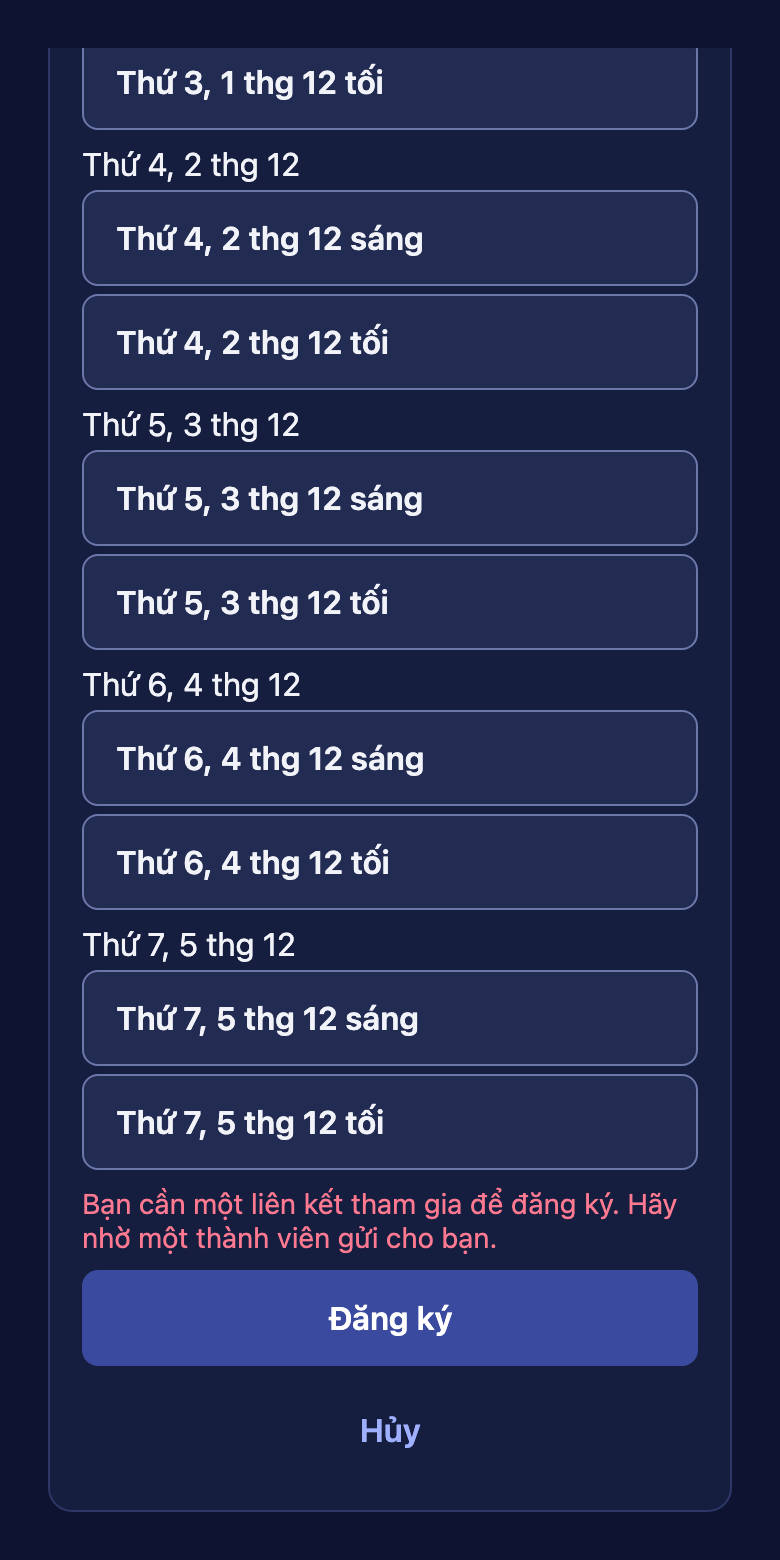 Thứ 3, 1 thg 12 tối
Thứ 4, 2 thg 12
Thứ 4, 2 thg 12 sáng
Thứ 4, 2 thg 12 tối
Thứ 5, 3 thg 12
Thứ 5, 3 thg 12 sáng
Thứ 5, 3 thg 12 tối
Thứ 6, 4 thg 12
Thứ 6, 4 thg 12 sáng
Thứ 6, 4 thg 12 tối
Thứ 7, 5 thg 12
Thứ 7, 5 thg 12 sáng
Thứ 7, 5 thg 12 tối
Bạn cần một liên kết tham gia để đăng ký. Hãy
nhờ một thành viên gửi cho bạn.
Đăng ký
Hủy